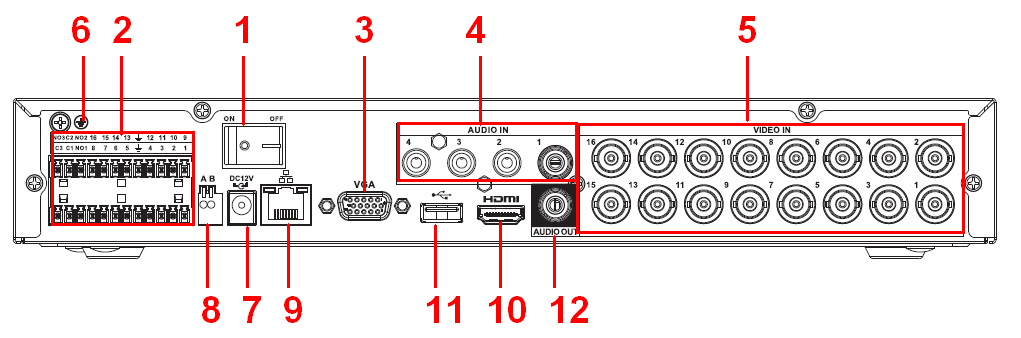 6 2 1 3 4 5
ON OFF
AUDIO IN
VIDEO IN
NO3 C2 NO2 16 15 14 13 12 11 10 9
C3 C1 NO1 8 7 6 5 4 3 2 1
4 3 2 1
16 14 12 10 8 6 4 2
A B
DC12V
VGA
HDMI
15 13 11 9 7 5 3 1
AUDIO OUT
8 7 9 11 10 12